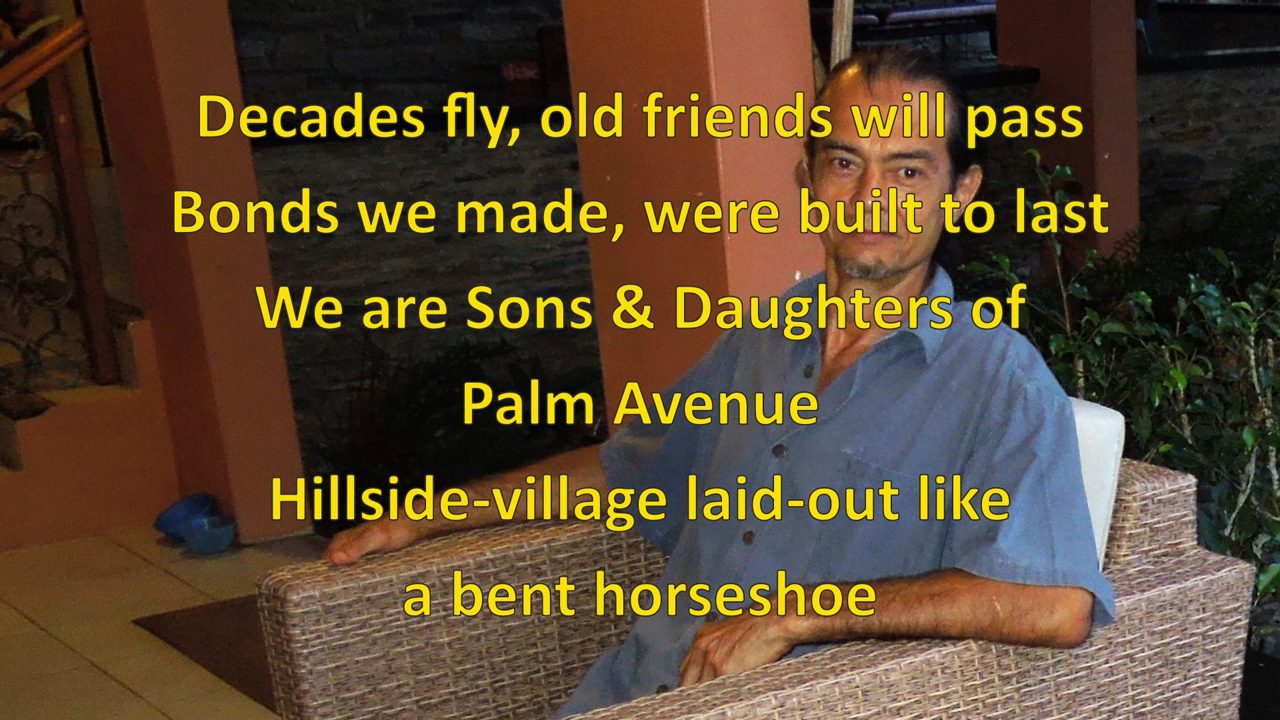 Decades fly, old friends will pass
Bonds we made, were built to last
We are Sons & Daughters of
Palm Avenue
Hillside-village laid-out like
a bent horseshoe